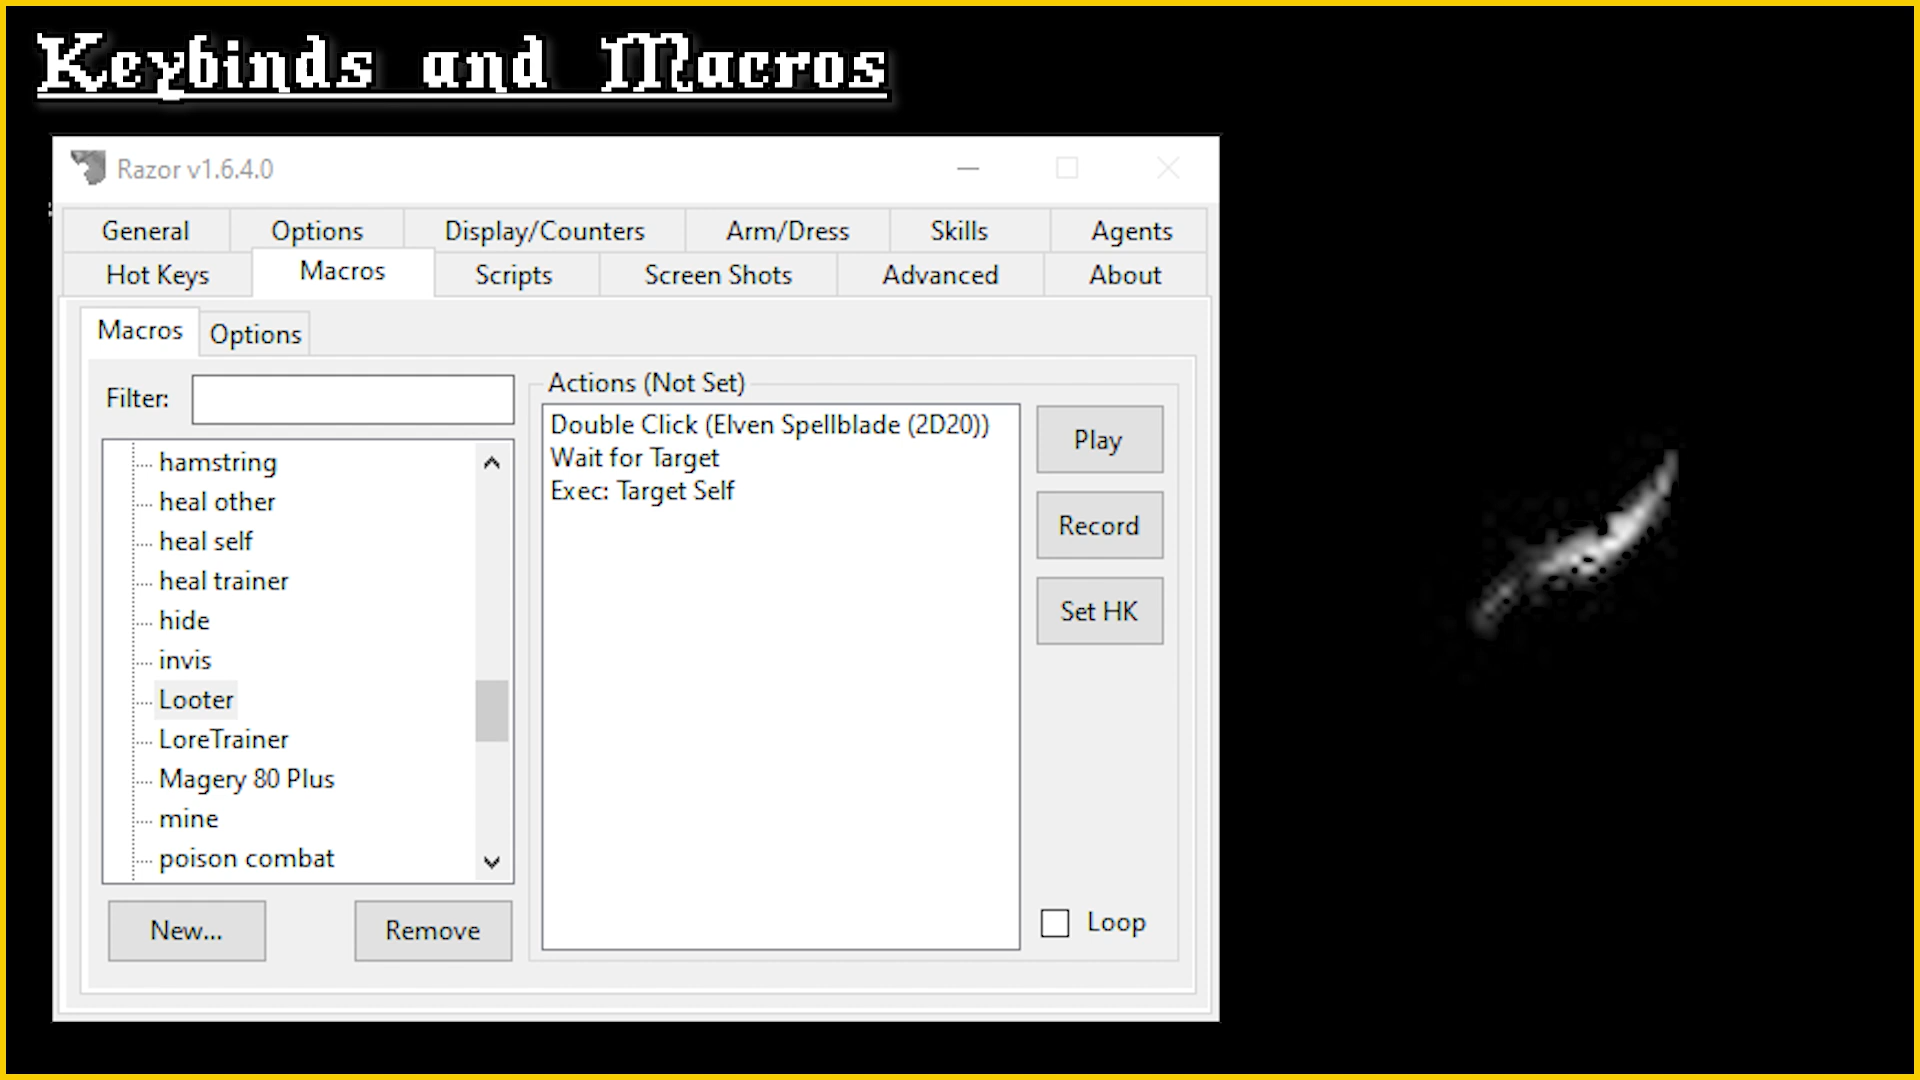 Keybinds and Macros
Razor v1.6.4.0
General Options Display/Counters Arm/Dress Skills Agents
Hot Keys Macros Scripts Screen Shots Advanced About
Macros Options
Filter:
hamstring
heal other
heal self
heal trainer
hide
invis
Looter
LoreTrainer
Magery 80 Plus
mine
poison combat
New...
Remove
Actions (Not Set)
Double Click (Elven Spellblade (2D20))
Wait for Target
Exec: Target Self
Play
Record
Set HK
Loop